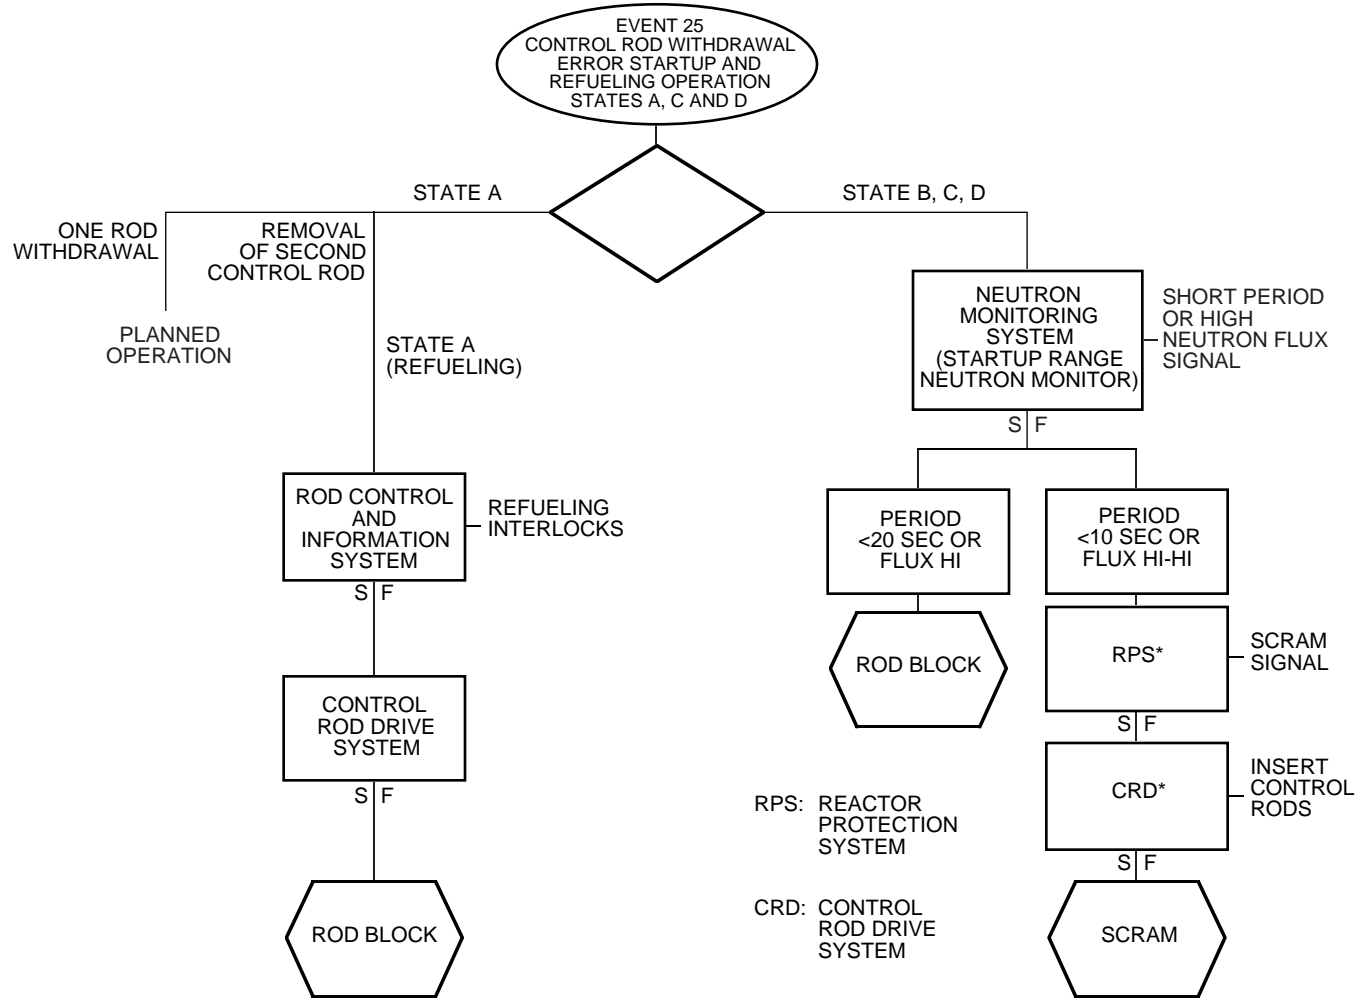 EVENT 25
CONTROL ROD WITHDRAWAL
ERROR STARTUP AND
REFUELING OPERATION
STATES A, C AND D
STATE A
STATE B, C, D
ONE ROD
WITHDRAWAL
REMOVAL
OF SECOND
CONTROL ROD
PLANNED
OPERATION
STATE A
(REFUELING)
NEUTRON
MONITORING
SYSTEM
(STARTUP RANGE
NEUTRON MONITOR)
SHORT PERIOD
OR HIGH
NEUTRON FLUX
SIGNAL
S F
ROD CONTROL
AND
INFORMATION
SYSTEM
REFUELING
INTERLOCKS
S F
PERIOD
<20 SEC OR
FLUX HI
PERIOD
<10 SEC OR
FLUX HI-HI
ROD BLOCK
RPS*
SCRAM
SIGNAL
S F
CONTROL
ROD DRIVE
SYSTEM
S F
CRD*
INSERT
CONTROL
RODS
S F
RPS: REACTOR
PROTECTION
SYSTEM
CRD: CONTROL
ROD DRIVE
SYSTEM
ROD BLOCK
SCRAM